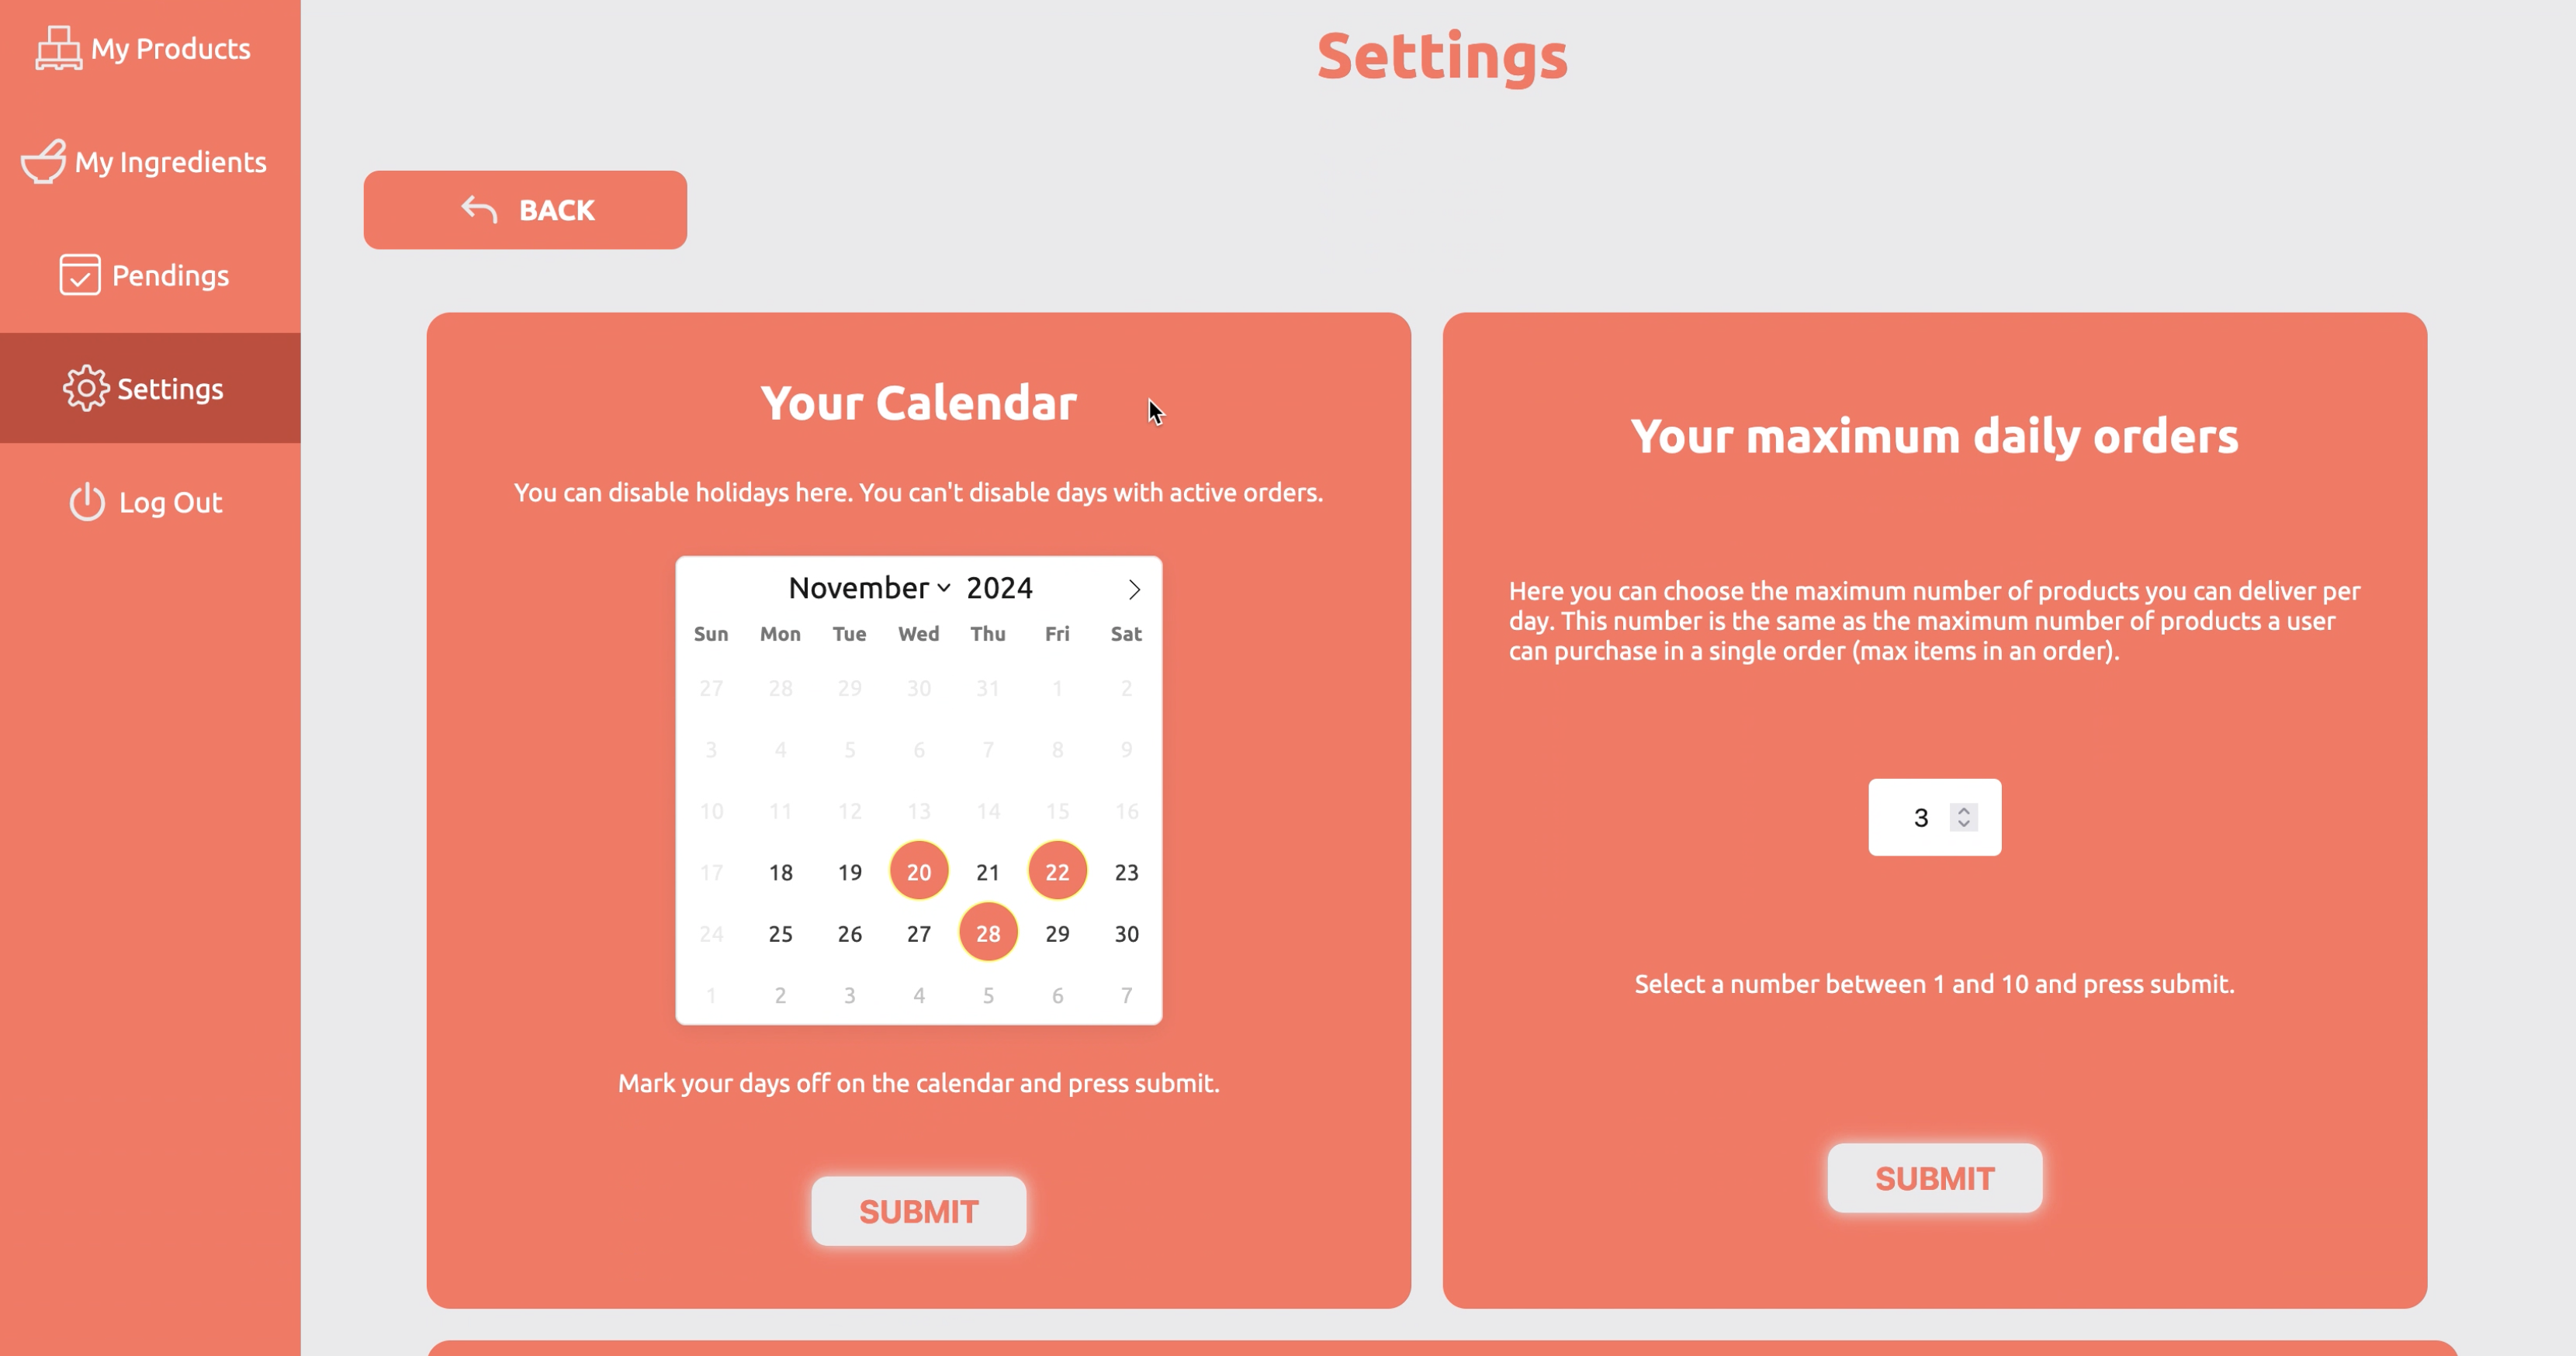 My Products
My Ingredients
Pendings
Settings
Log Out
Settings
BACK
Your Calendar
You can disable holidays here. You can't disable days with active orders.
November 2024
Sun Mon Tue Wed Thu Fri Sat
27 28 29 30 31 1 2
3 4 5 6 7 8 9
10 11 12 13 14 15 16
17 18 19 20 21 22 23
24 25 26 27 28 29 30
1 2 3 4 5 6 7
Mark your days off on the calendar and press submit.
SUBMIT
Your maximum daily orders
Here you can choose the maximum number of products you can deliver per
day. This number is the same as the maximum number of products a user
can purchase in a single order (max items in an order).
3
Select a number between 1 and 10 and press submit.
SUBMIT